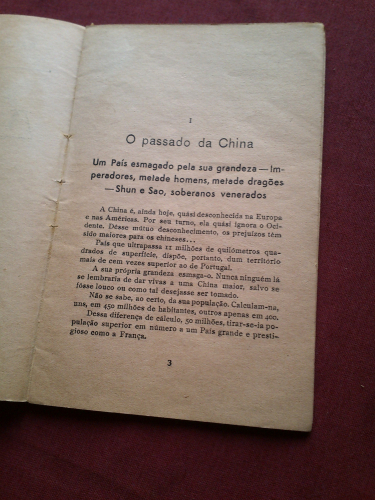 I
O passado da China
Um País esmagado pela sua grandeza — Im-
peradores, metade homens, metade dragões
— Shun e Sao, soberanos venerados
A China é, ainda hoje, quási desconhecida na Europa
e nas Américas. Por seu turno, ela quási ignora o Oci-
dente. Dêsse mútuo desconhecimento, os prejuízos têm
sido maiores para os chineses...
País que ultrapassa 11 milhões de quilómetros qua-
drados de superfície, dispõe, portanto, dum território
mais de cem vezes superior ao de Portugal.
A sua própria grandeza esmaga-o. Nunca ninguém lá
se lembraria de dar vivas a uma China maior, salvo se
fôsse louco ou como tal desejasse ser tomado.
Não se sabe, ao certo, da sua população. Calculam-na,
uns, em 450 milhões de habitantes, outros apenas em 400.
Dessa diferença de cálculo, 50 milhões, tirar-se-ia po-
pulação superior em número a um País grande e presti-
gioso como a França.
3